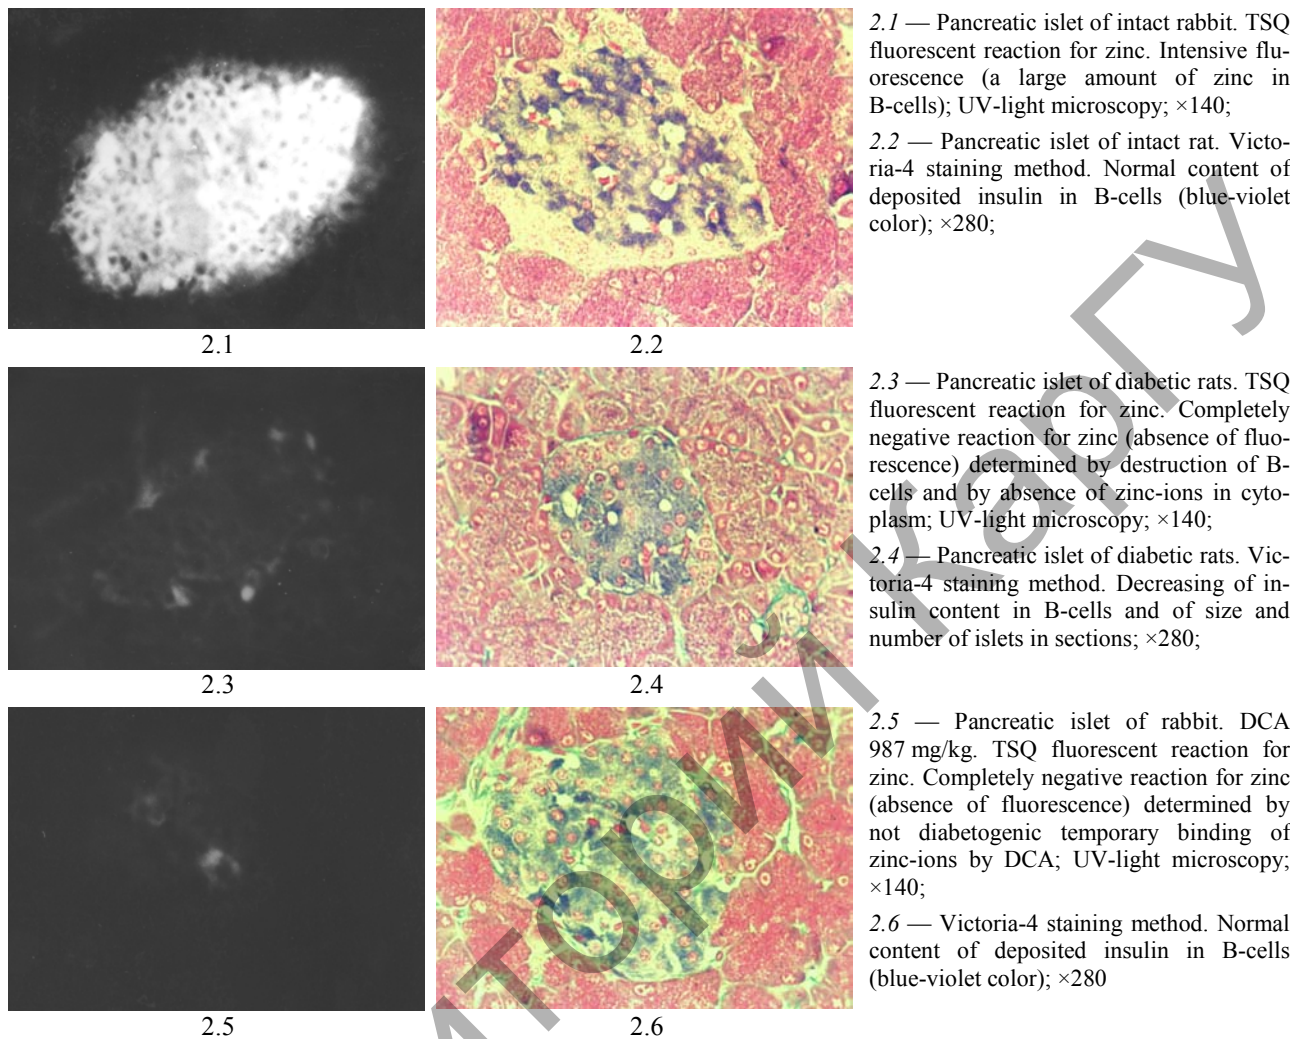 2.1 — Pancreatic islet of intact rabbit. TSQ
fluorescent reaction for zinc. Intensive flu-
orescence (a large amount of zinc in
B-cells); UV-light microscopy; ×140;
2.2 — Pancreatic islet of intact rat. Victo-
ria-4 staining method. Normal content of
deposited insulin in B-cells (blue-violet
color); ×280;
2.1
2.2
2.3 — Pancreatic islet of diabetic rats. TSQ
fluorescent reaction for zinc. Completely
negative reaction for zinc (absence of fluo-
rescence) determined by destruction of B-
cells and by absence of zinc-ions in cyto-
plasm; UV-light microscopy; ×140;
2.4 — Pancreatic islet of diabetic rats. Vic-
toria-4 staining method. Decreasing of in-
sulin content in B-cells and of size and
number of islets in sections; ×280;
2.3
2.4
2.5 — Pancreatic islet of rabbit. DCA
987 mg/kg. TSQ fluorescent reaction for
zinc. Completely negative reaction for zinc
(absence of fluorescence) determined by
not diabetogenic temporary binding of
zinc-ions by DCA; UV-light microscopy;
×140;
2.6 — Victoria-4 staining method. Normal
content of deposited insulin in B-cells
(blue-violet color); ×280
2.5
2.6
иторий КарГУ